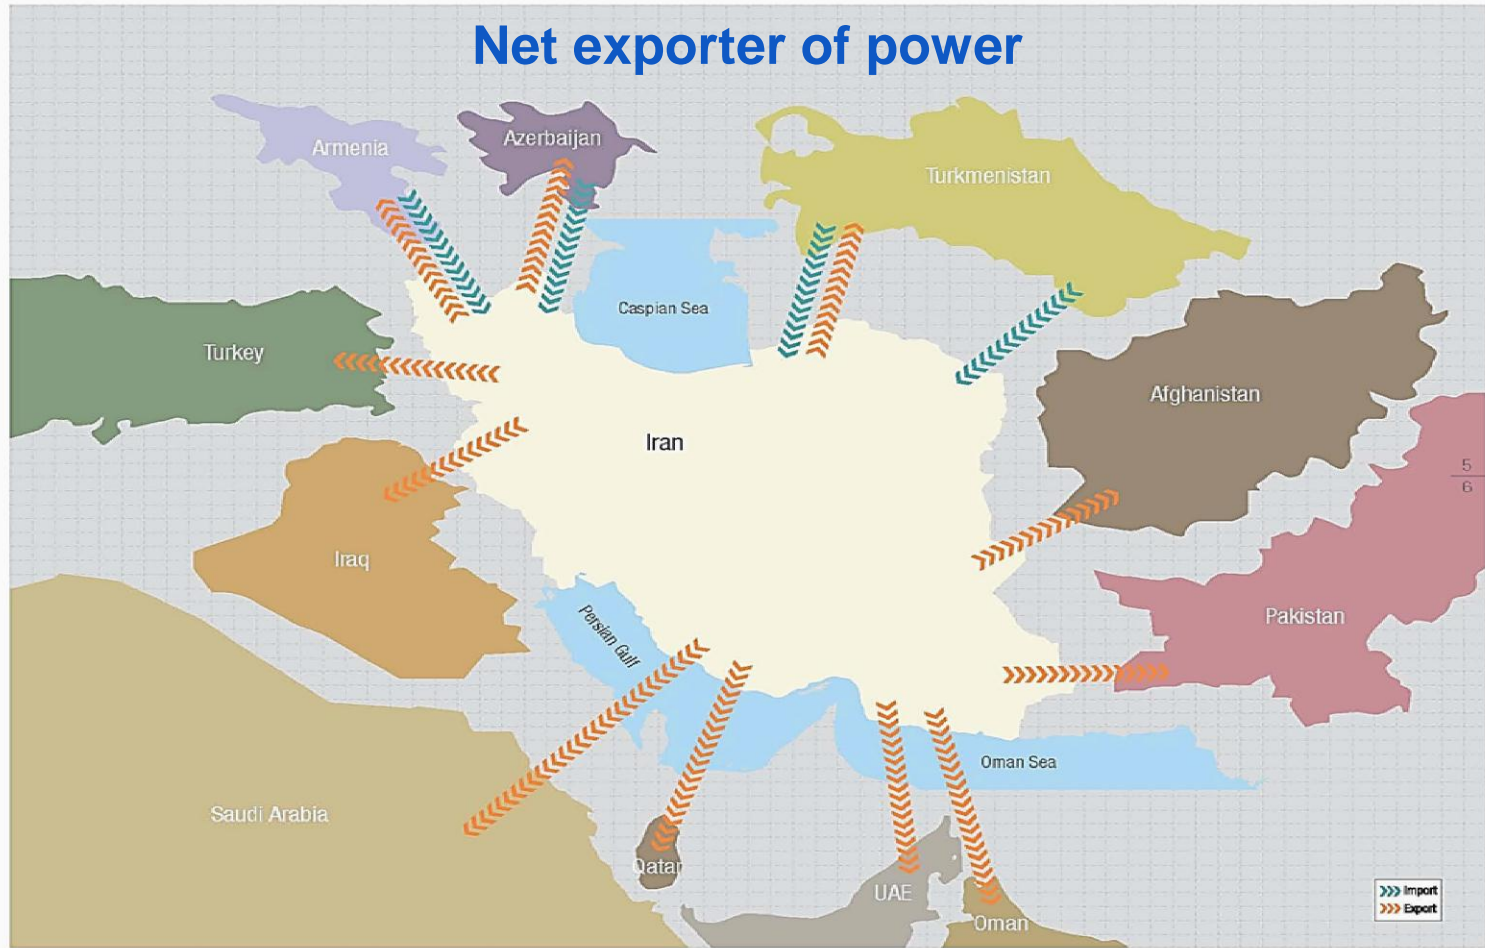 Net exporter of power
Armenia
Azerbaijan
Turkmenistan
Caspian Sea
Turkey
Afghanistan
Iran
5
6
Iraq
Persian Gulf
Pakistan
Oman Sea
Saudi Arabia
Qatar
UAE
Oman
Import
Export